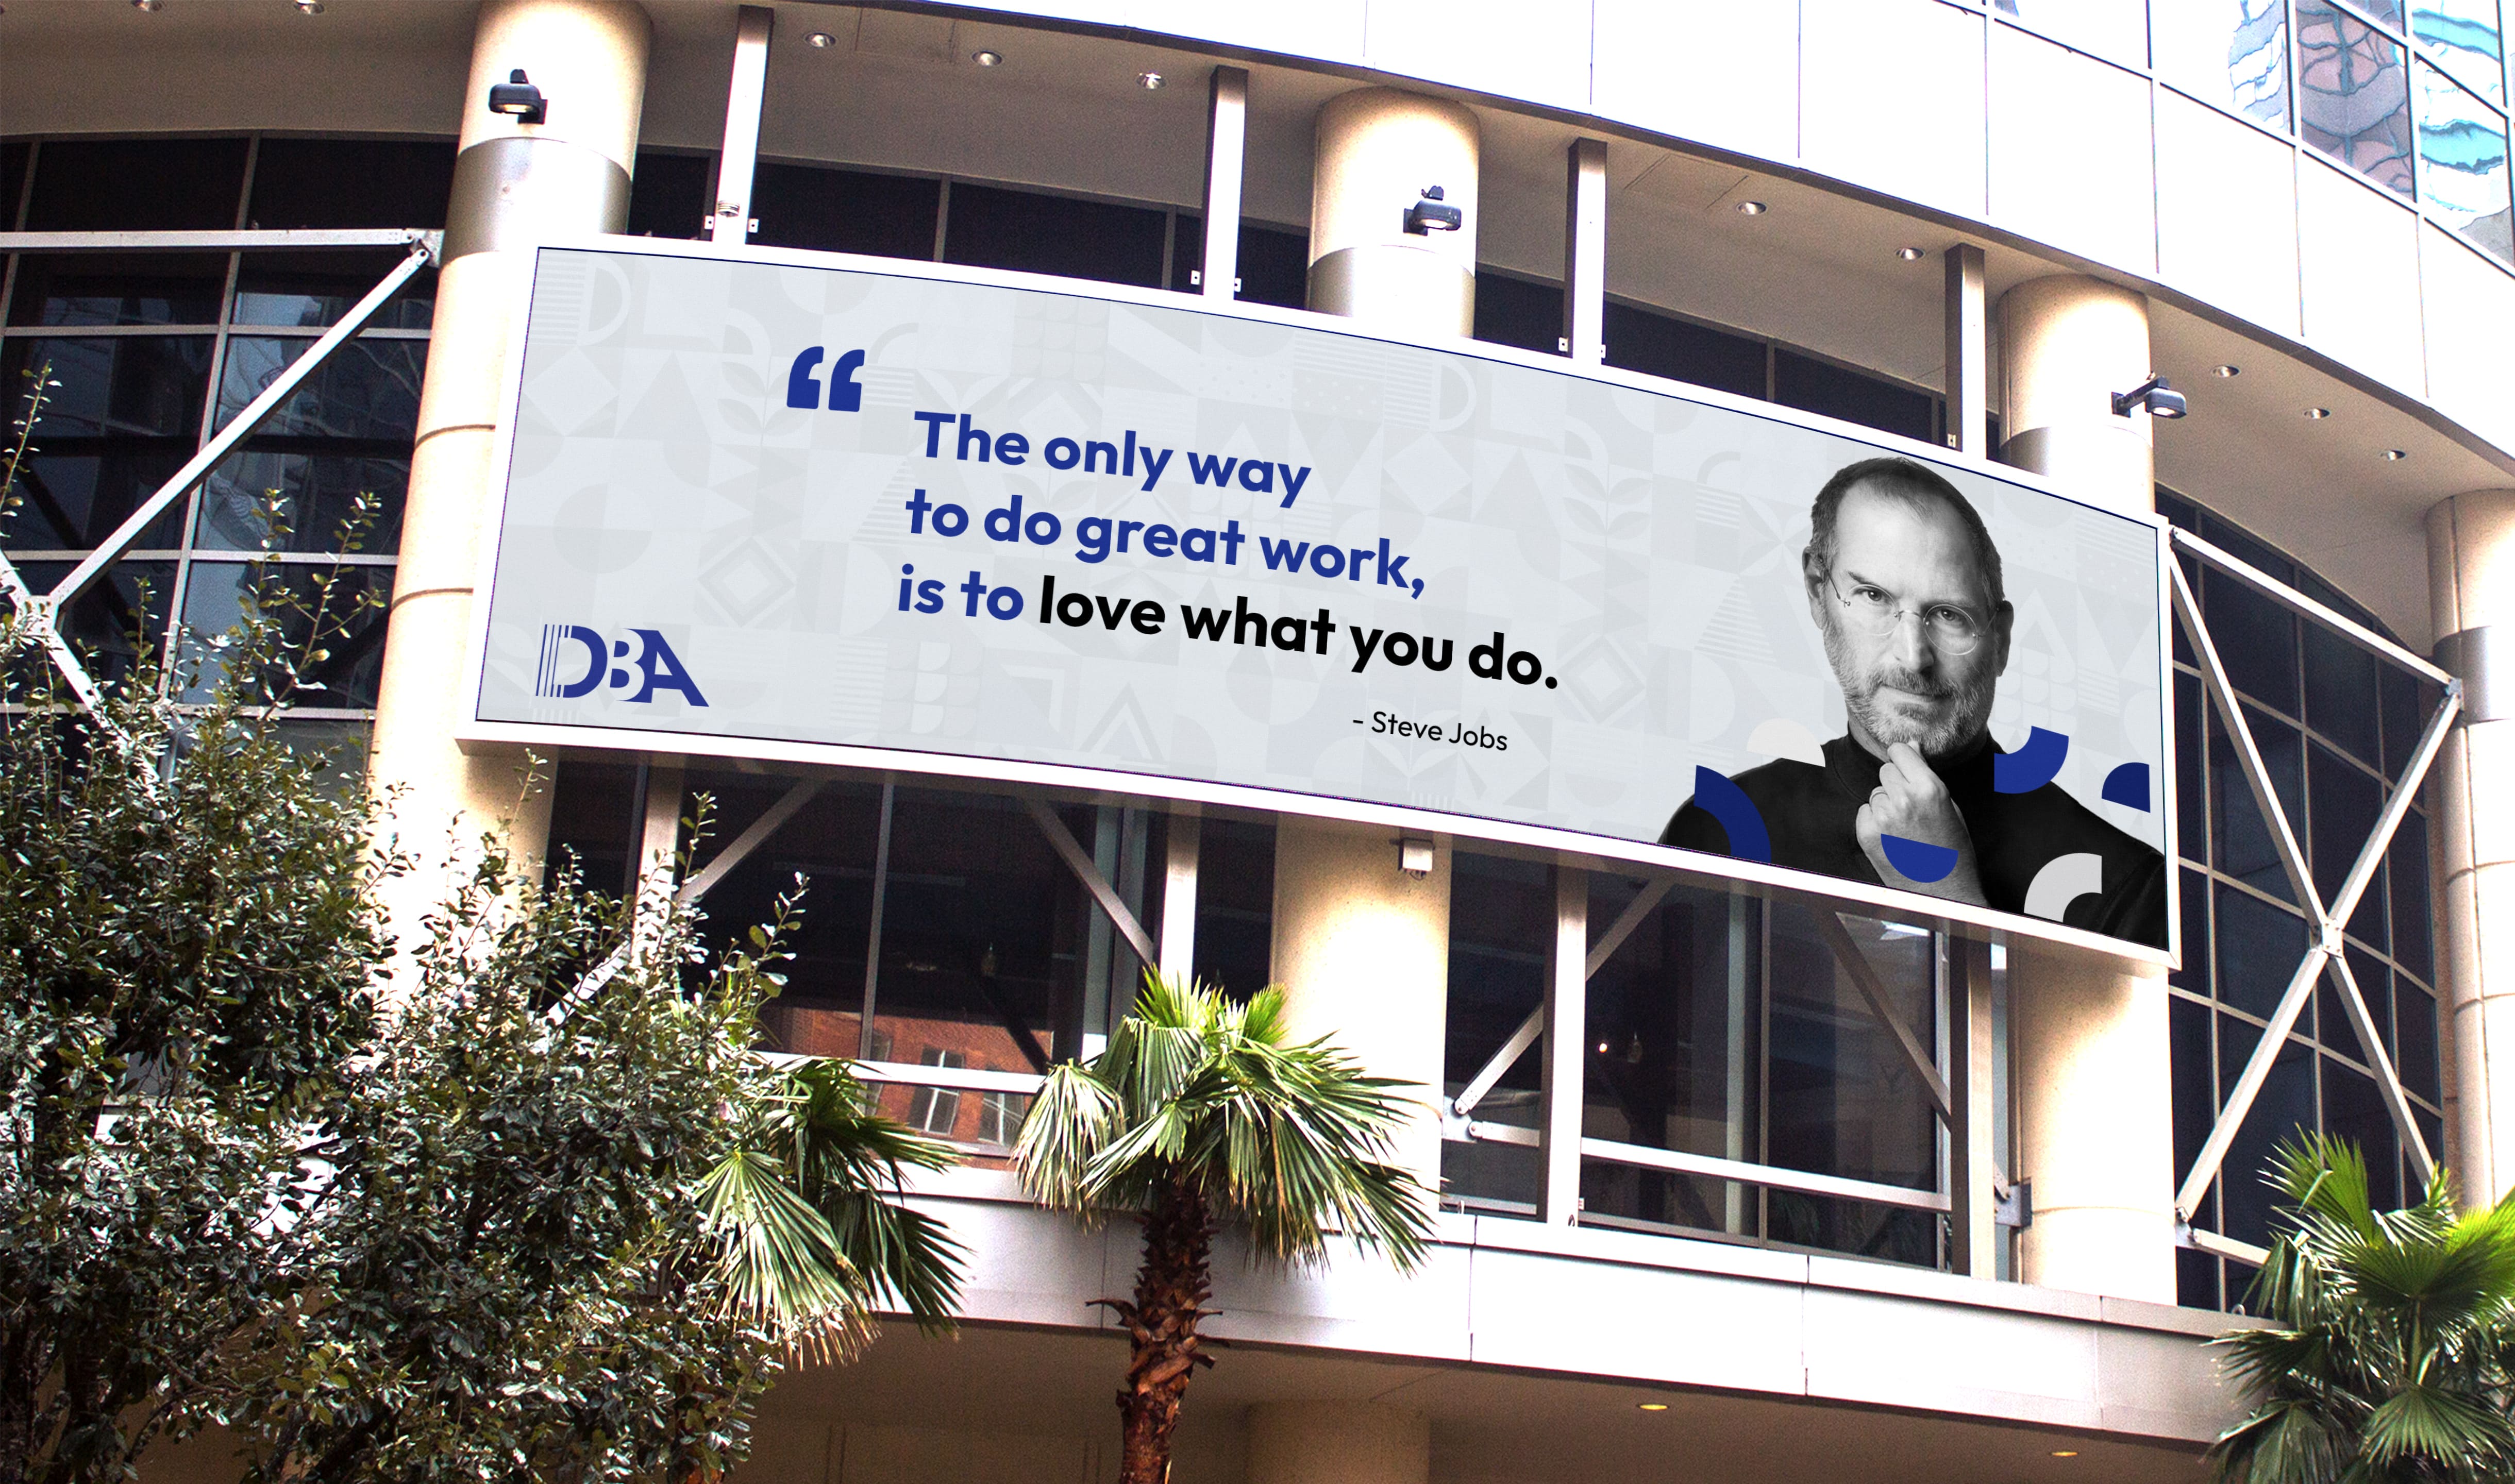 “
The only way
to do great work,
is to love what you do.
- Steve Jobs
DBA